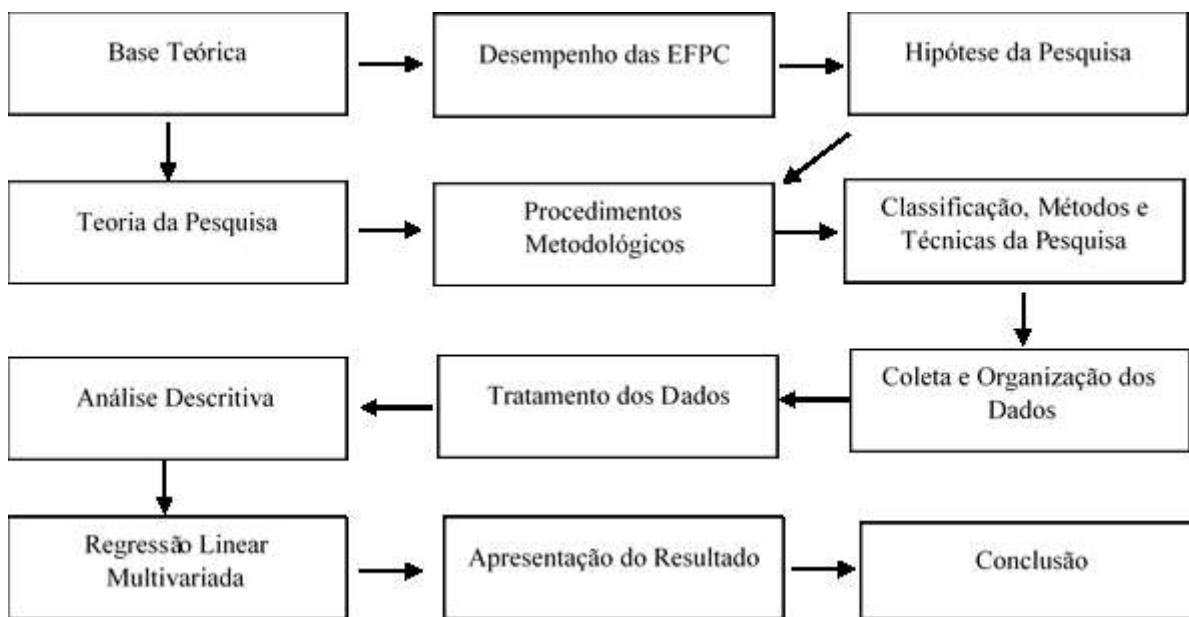 Base Teórica
Desempenho das EFPC
Hipótese da Pesquisa
Teoria da Pesquisa
Procedimentos
Metodológicos
Classificação, Métodos e
Técnicas da Pesquisa
Análise Descritiva
Tratamento dos Dados
Coleta e Organização dos
Dados
Regressão Linear
Multivariada
Apresentação do Resultado
Conclusão